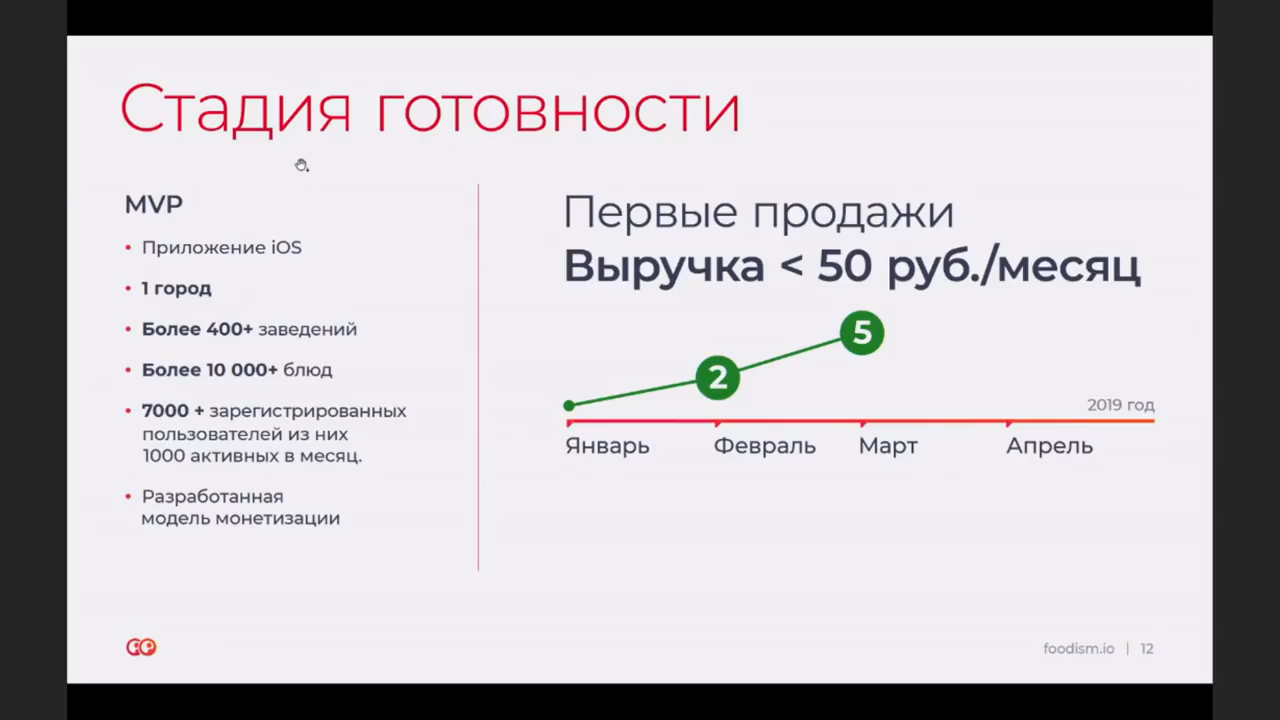 Стадия готовности
MVP
• Приложение iOS
• 1 город
• Более 400+ заведений
• Более 10 000+ блюд
• 7000 + зарегистрированных
пользователей из них
1000 активных в месяц.
• Разработанная
модель монетизации
Первые продажи
Выручка < 50 руб./месяц
5
2
2019 год
Январь Февраль Март Апрель
foodism.io | 12